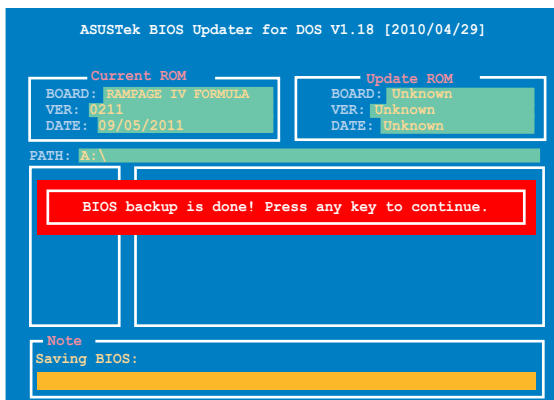 ASUSTek BIOS Updater for DOS V1.18 [2010/04/29]
Current ROM
BOARD: RAMPAGE IV FORMULA
VER: 0211
DATE: 09/05/2011
Update ROM
BOARD: Unknown
VER: Unknown
DATE: Unknown
PATH: A:\
BIOS backup is done! Press any key to continue.
Note
Saving BIOS: